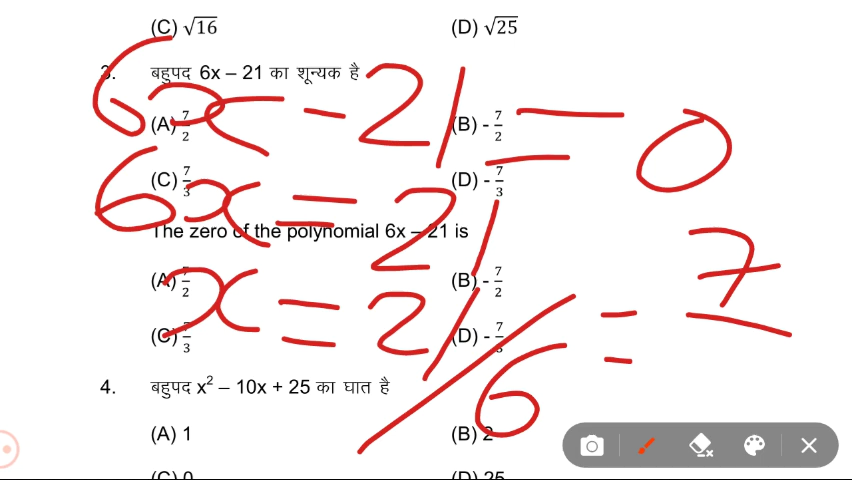 (C) √16 (D) √25
3. बहुपद 6x – 21 का शून्यक है
(A) 7/2 (B) - 7/2
(C) 7/3 (D) - 7/3
The zero of the polynomial 6x – 21 is
(A) 7/2 (B) - 7/2
(C) 7/3 (D) - 7/3
4. बहुपद x² – 10x + 25 का घात है
(A) 1 (B) 2
(C) 0 (D) 25
6x - 21 = 0
6x = 21
x = 21/6 = 7